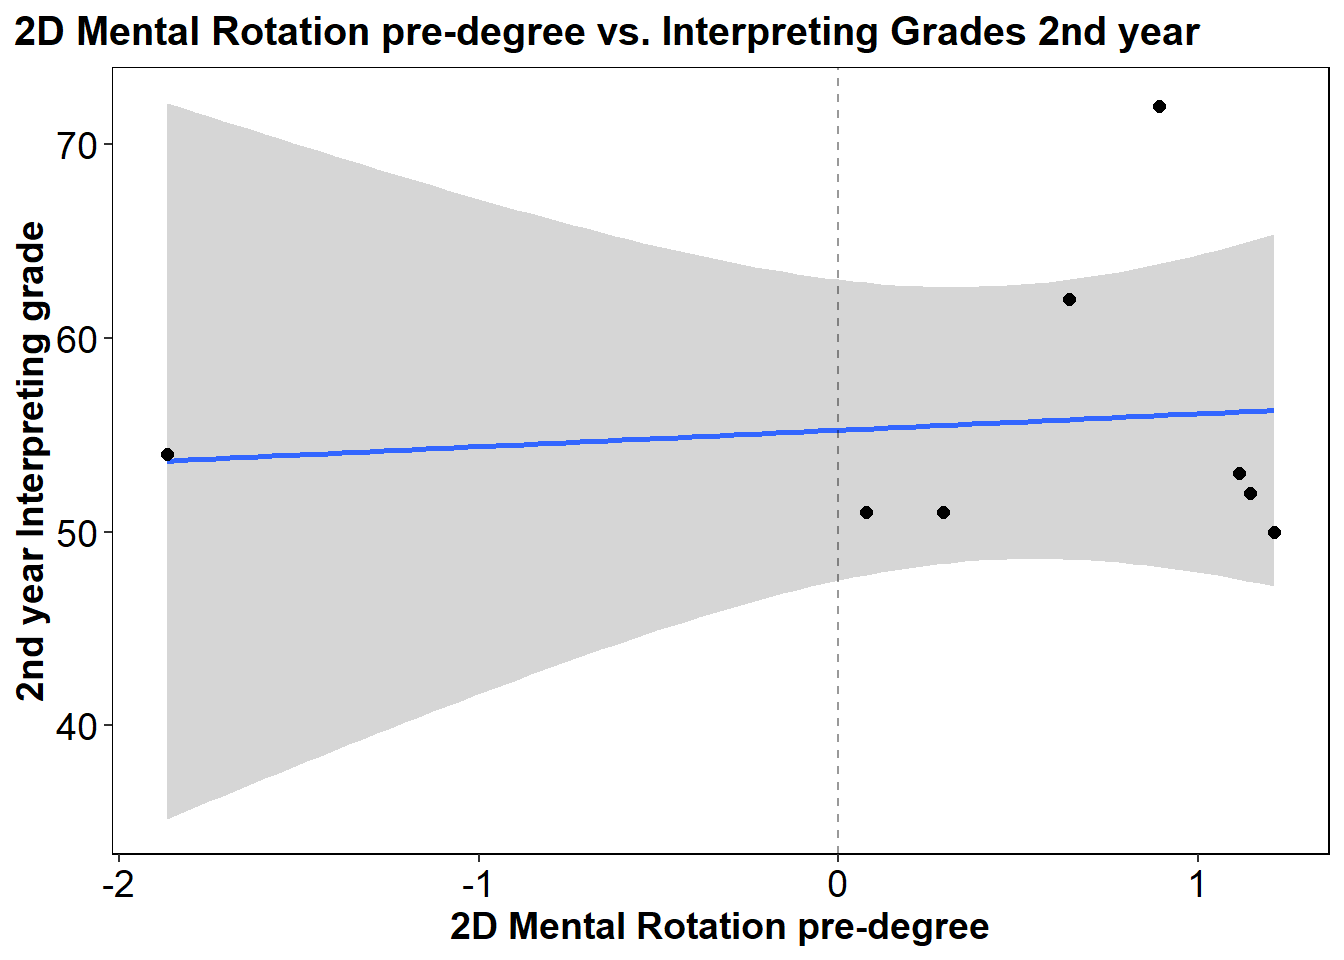 2D Mental Rotation pre-degree vs. Interpreting Grades 2nd year
2nd year Interpreting grade
70
60
50
40
-2
-1
0
1
2D Mental Rotation pre-degree